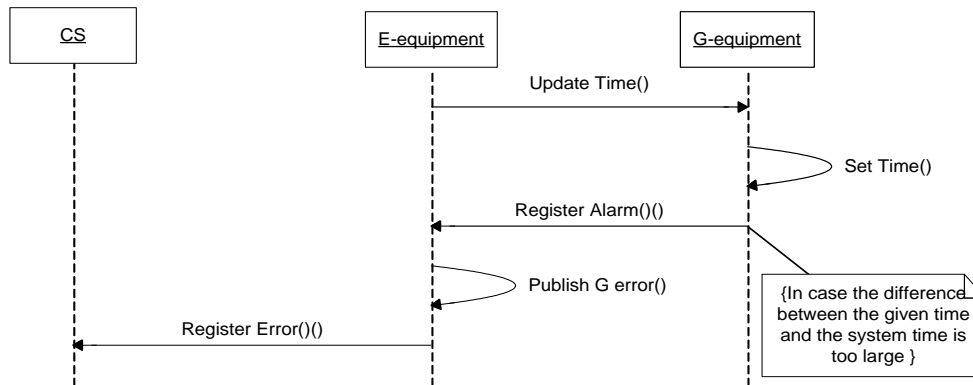 CS
E-equipment
G-equipment
Update Time()
Set Time()
Register Alarm()()
Publish G error()
{In case the difference
between the given time
and the system time is
too large }
Register Error()()